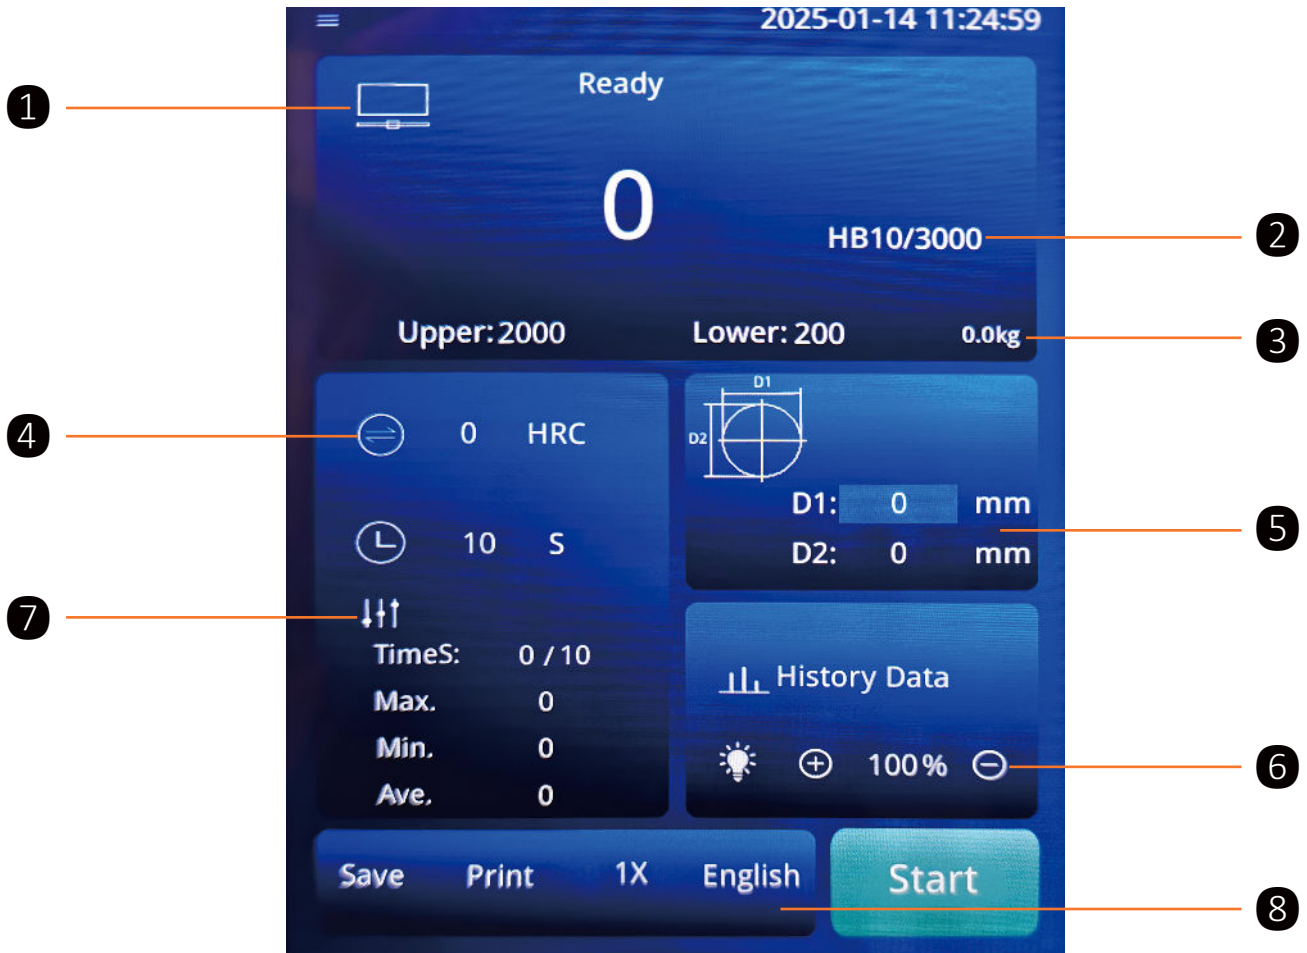 2025-01-14 11:24:59
1
Ready
0
2
HB10/3000
Upper: 2000 Lower: 200 0.0kg
3
4
0 HRC
D1
D2
D1: 0 mm
5
D2: 0 mm
10 S
7
TimeS: 0 / 10
Max. 0
Min. 0
Ave. 0
History Data
100%
6
Save Print 1X English
Start
8